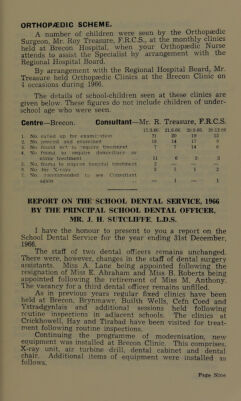 ORTHOPÆDIC SCHEME.
A number of children were seen by the Orthopædic
Surgeon, Mr. Roy Treasure, F.R.C.S., at the monthly clinics
held at Brecon Hospital, when your Orthopædic Nurse
attends to assist the Specialist by arrangement with the
Regional Hospital Board.
By arrangement with the Regional Hospital Board, Mr.
Treasure held Orthopædic Clinics at the Brecon Clinic on
4 occasions during 1966.
The details of school-children seen at these clinics are
given below. These figures do not include children of under-
school age who were seen.
Centre—Brecon. Consultant—Mr. R. Treasure, F.R.C.S.
1. No. called up for examination
2. No. present and examined 18 14 17
3. No. found not to require treatment 7 7 14
4. No. found to require
clinic treatment 11 6 3 3
5. No. found to require hospital treatment
6. No. for X-ray
7. No. recommended to see Consultant
again
REPORT ON THE SCHOOL DENTAL SERVICE, 1966
BY THE PRINCIPAL SCHOOL DENTAL OFFICER,
MR. J. H. SUTCLIFFE, L.D.S.
I have the honour to present to you a report on the
School Dental Service for the year ending 31st December,
1966.
The staff of two dental officers remains unchanged.
There were, however, changes in the staff of dental surgery
assistants. Miss A Lane being appointed following the
resignation of Miss R. Abraham and Miss B. Roberts being
appointed following the retirement of Miss M. Anthony.
The vacancy for a third dental officer remains unfilled.
As in previous years regular fixed clinics have been
held at Brecon, Brynmawr, Builth Wells, Cefn Coed and
Ystradgynlais and additional sessions held following
routine inspections in adjacent schools. The clinics at
Crickhowell, Hay and Tirabad have been visited for treat-
ment following routine inspections.
Continuing the programme of modernisation, new
equipment was installed at Brecon Clinic. This comprises,
X-ray unit, air turbine drill, dental cabinet and dental
chair. Additional items of equipment were installed as
follows.
Page Nine